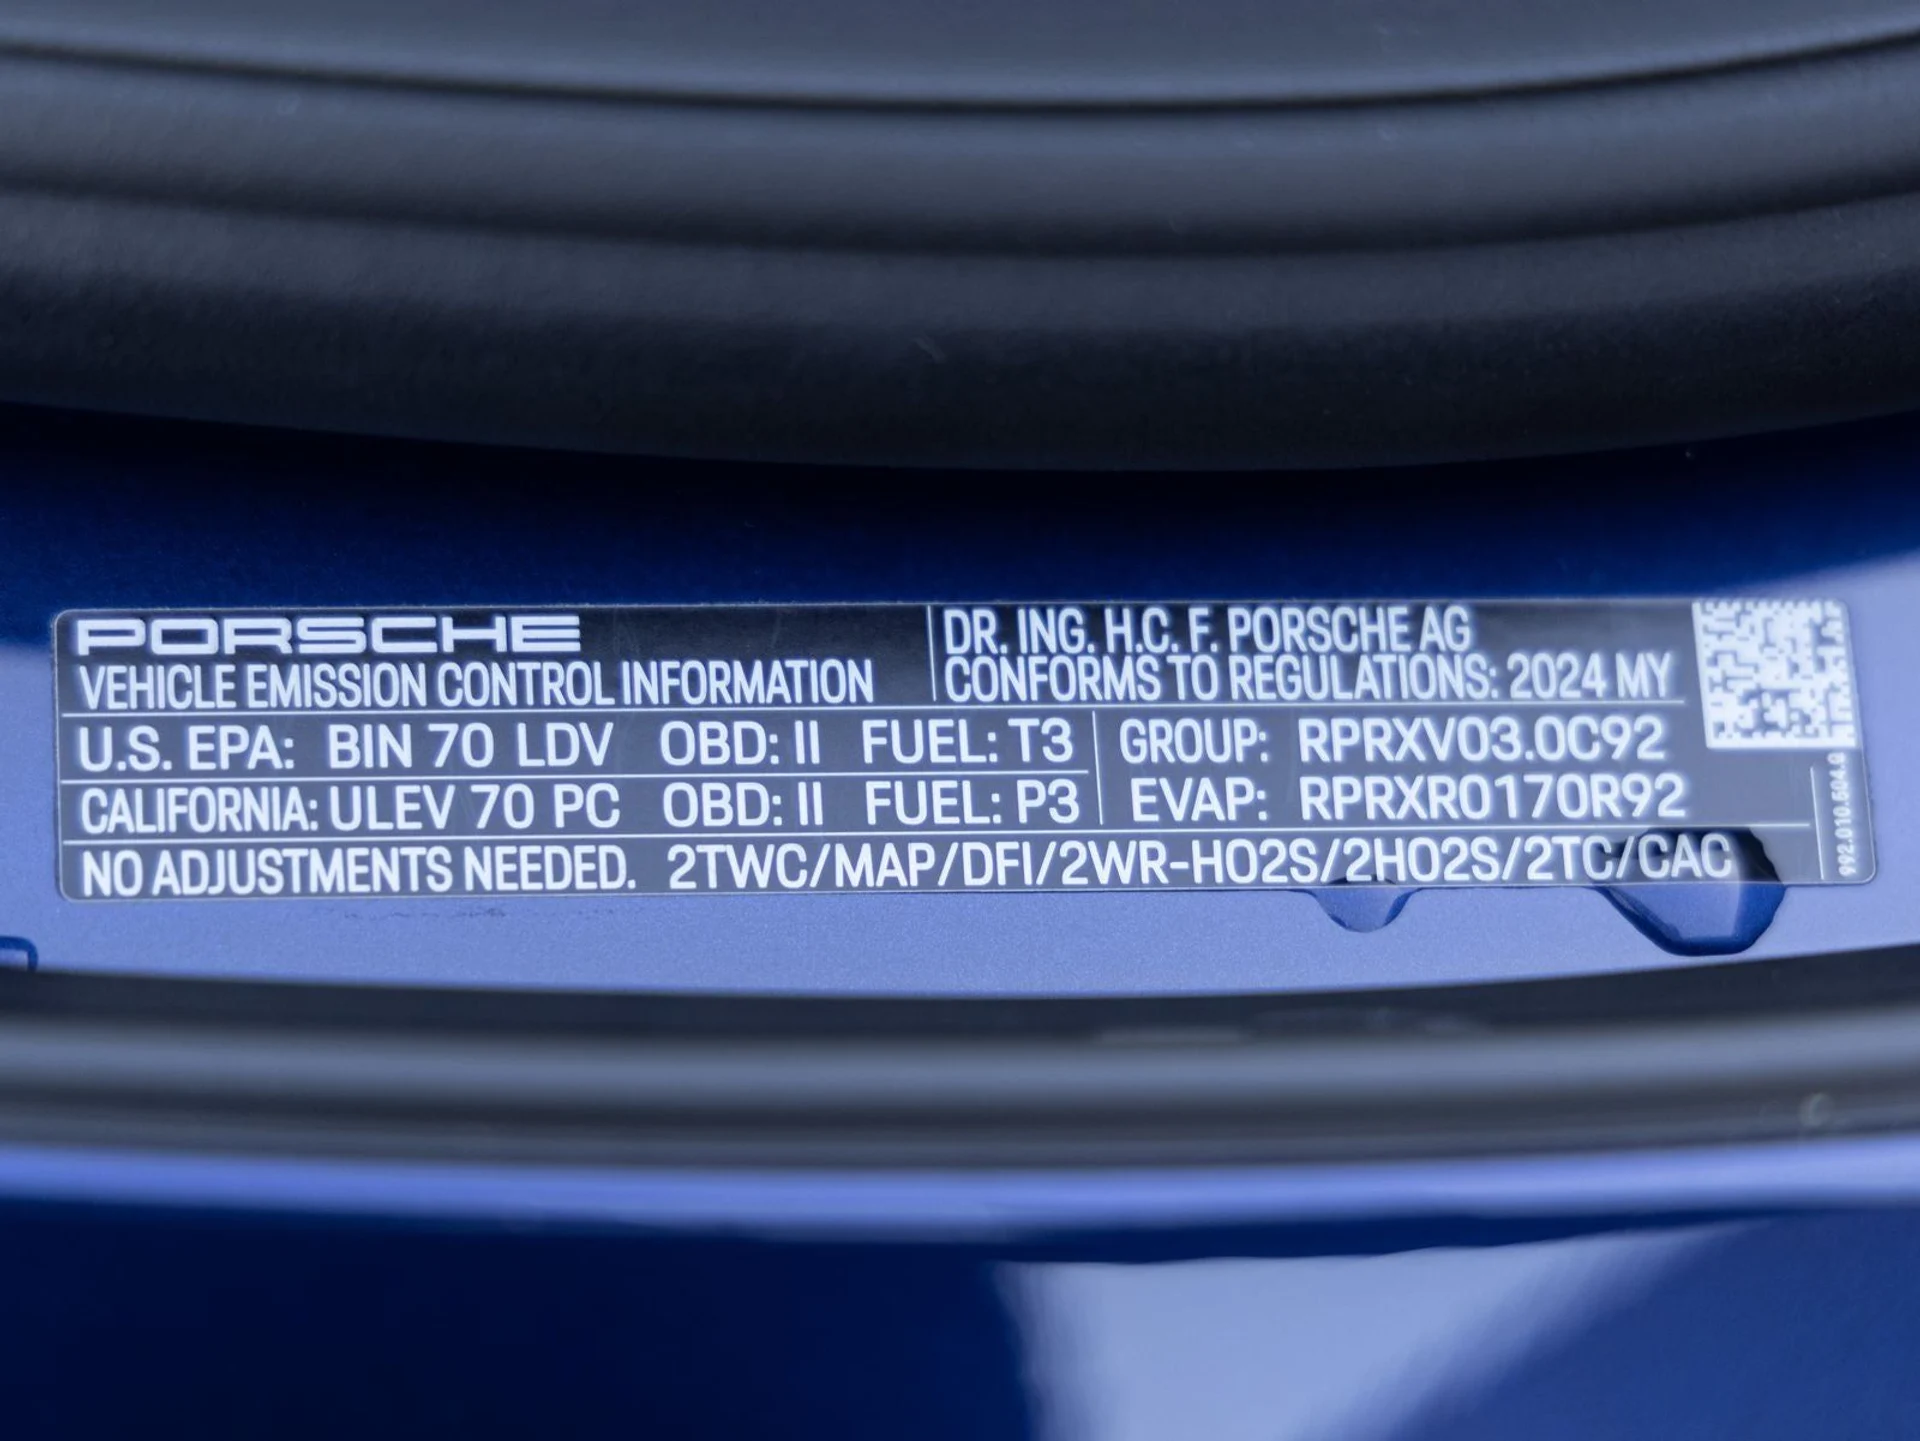 PORSCHE
VEHICLE EMISSION CONTROL INFORMATION
DR. ING. H.C. F. PORSCHE AG
CONFORMS TO REGULATIONS: 2024 MY
U.S. EPA: BIN 70 LDV OBD: II FUEL: T3
GROUP: RPRXV03.0C92
CALIFORNIA: ULEV 70 PC OBD: II FUEL: P3
EVAP: RPRXR0170R92
NO ADJUSTMENTS NEEDED. 2TWC/MAP/DFI/2WR-HO2S/2HO2S/2TC/CAC